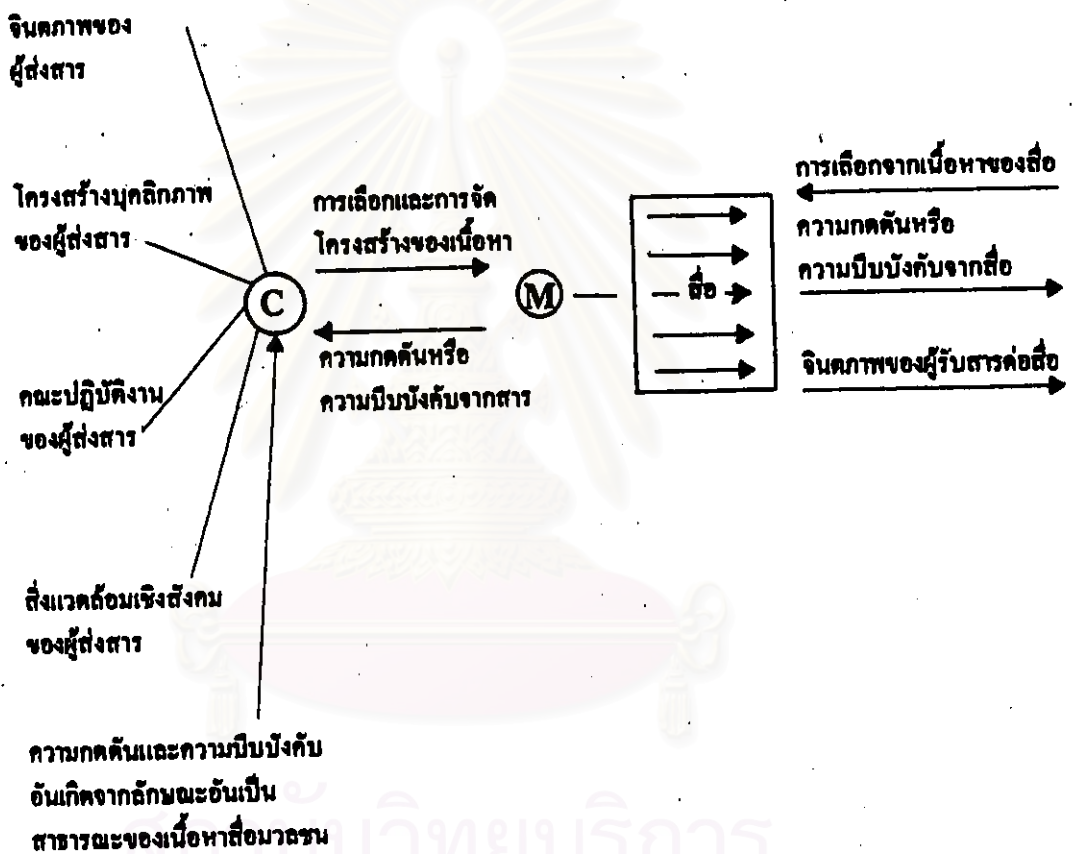 จินตภาพของ
ผู้ส่งสาร
โครงสร้างบุคลิกภาพ
ของผู้ส่งสาร
คณะปฏิบัติงาน
ของผู้ส่งสาร
สิ่งแวดล้อมเชิงสังคม
ของผู้ส่งสาร
ความกดดันและความบีบบังคับ
อันเกิดจากลักษณะอันเป็น
สาธารณะของเนื้อหาสื่อมวลชน
C
การเลือกและการจัด
โครงสร้างของเนื้อหา
ความกดดันหรือ
ความบีบบังคับจากสาร
M
สื่อ
การเลือกจากเนื้อหาของสื่อ
ความกดดันหรือ
ความบีบบังคับจากสื่อ
จินตภาพของผู้รับสารต่อสื่อ
สถาบันวิทยบริการ